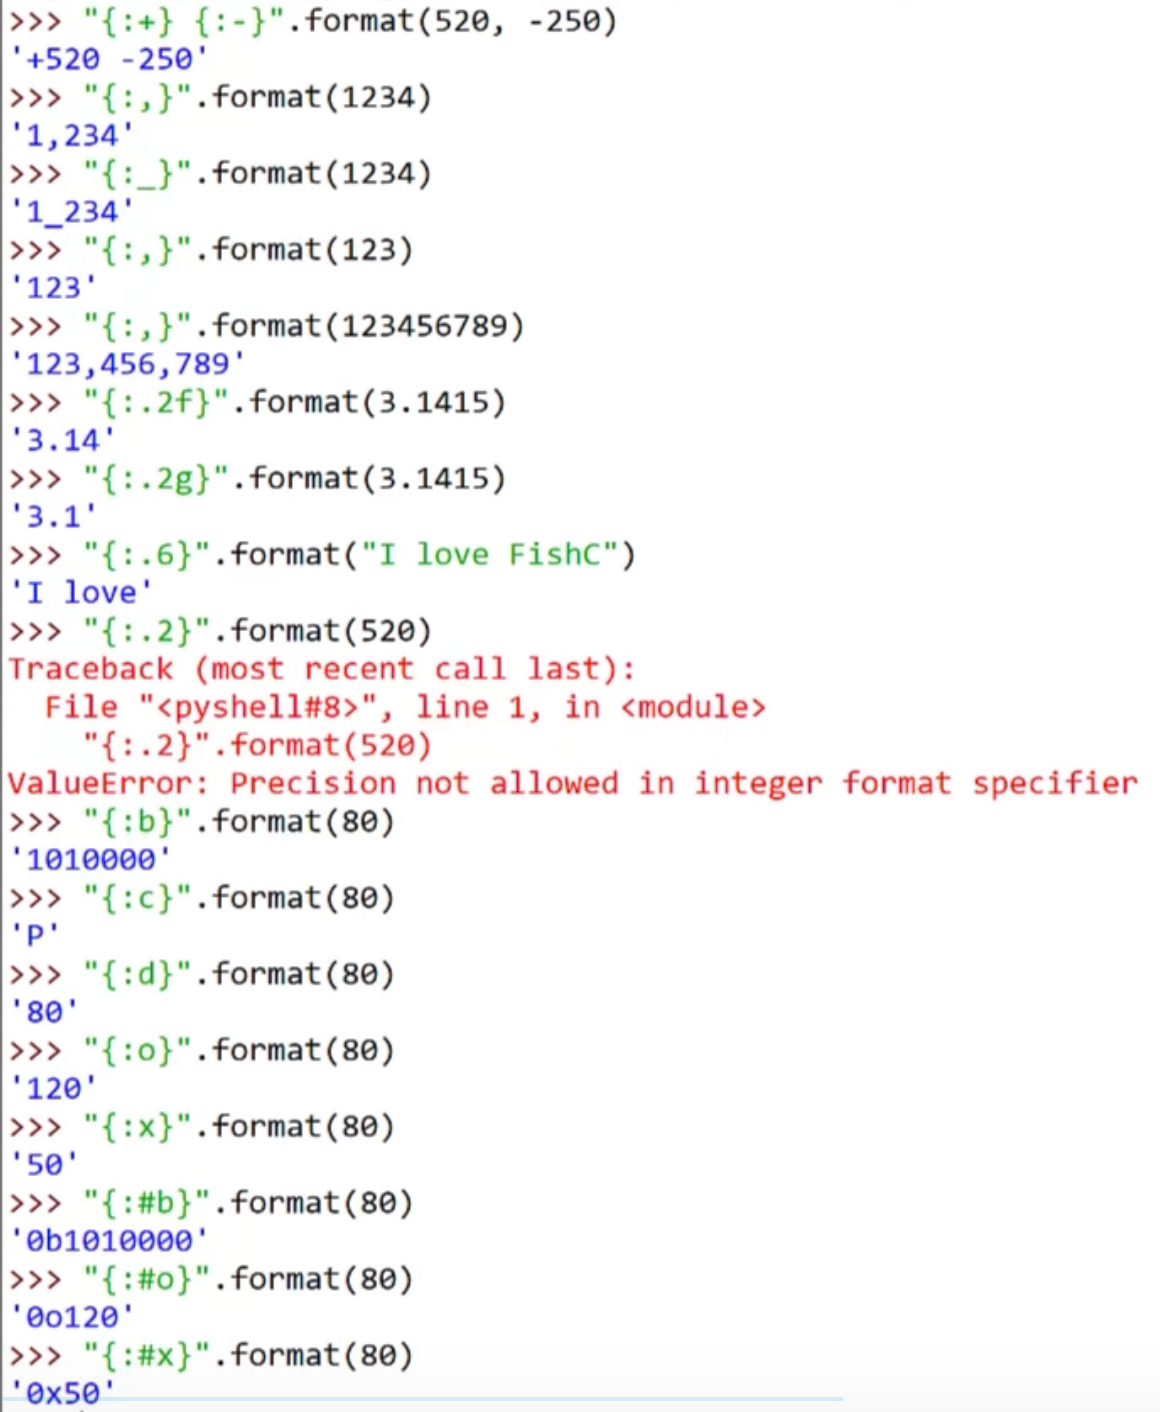 >>> "{:+} {:-}".format(520, -250)
'+520 -250'
>>> "{:,}".format(1234)
'1,234'
>>> "{:_}".format(1234)
'1_234'
>>> "{:,}".format(123)
'123'
>>> "{:,}".format(123456789)
'123,456,789'
>>> "{:.2f}".format(3.1415)
'3.14'
>>> "{:.2g}".format(3.1415)
'3.1'
>>> "{:.6}".format("I love FishC")
'I love'
>>> "{:.2}".format(520)
Traceback (most recent call last):
  File "<pyshell#8>", line 1, in <module>
    "{:.2}".format(520)
ValueError: Precision not allowed in integer format specifier
>>> "{:b}".format(80)
'1010000'
>>> "{:c}".format(80)
'P'
>>> "{:d}".format(80)
'80'
>>> "{:o}".format(80)
'120'
>>> "{:x}".format(80)
'50'
>>> "{:#b}".format(80)
'0b1010000'
>>> "{:#o}".format(80)
'0o120'
>>> "{:#x}".format(80)
'0x50'